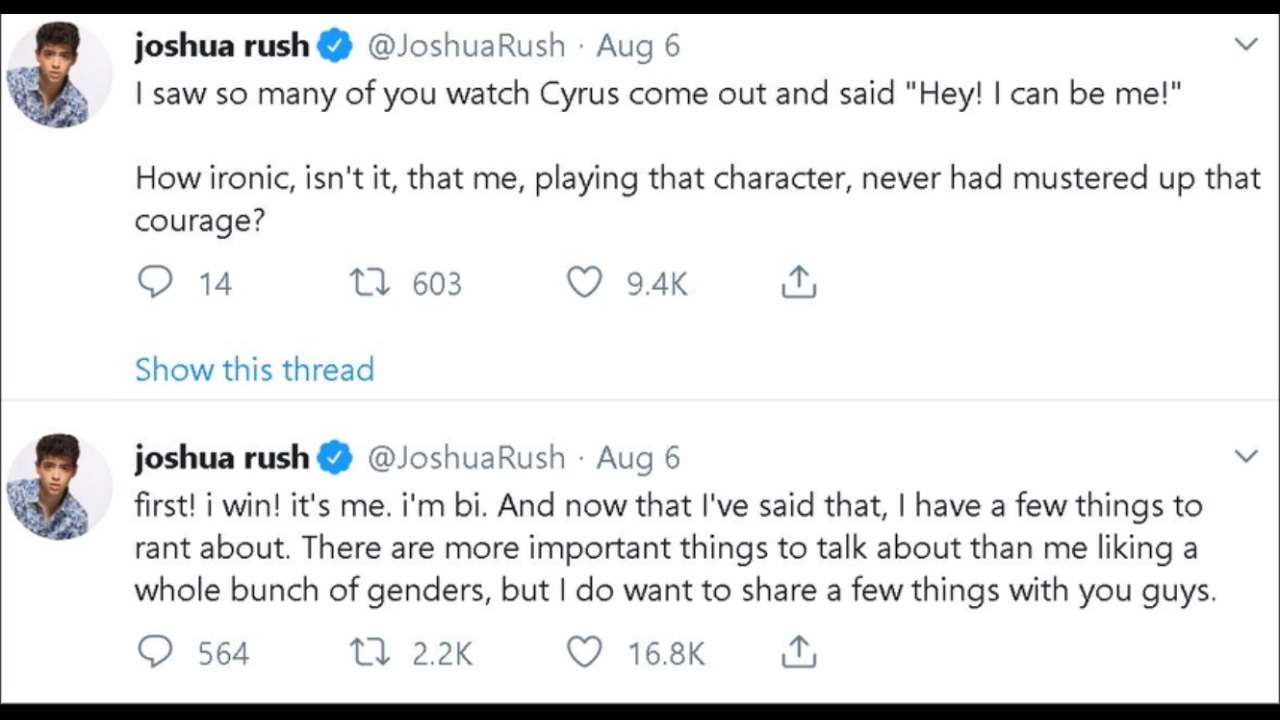 joshua rush @JoshuaRush · Aug 6
I saw so many of you watch Cyrus come out and said "Hey! I can be me!"
How ironic, isn't it, that me, playing that character, never had mustered up that
courage?
14 603 9.4K
Show this thread
joshua rush @JoshuaRush · Aug 6
first! i win! it's me. i'm bi. And now that I've said that, I have a few things to
rant about. There are more important things to talk about than me liking a
whole bunch of genders, but I do want to share a few things with you guys.
564 2.2K 16.8K